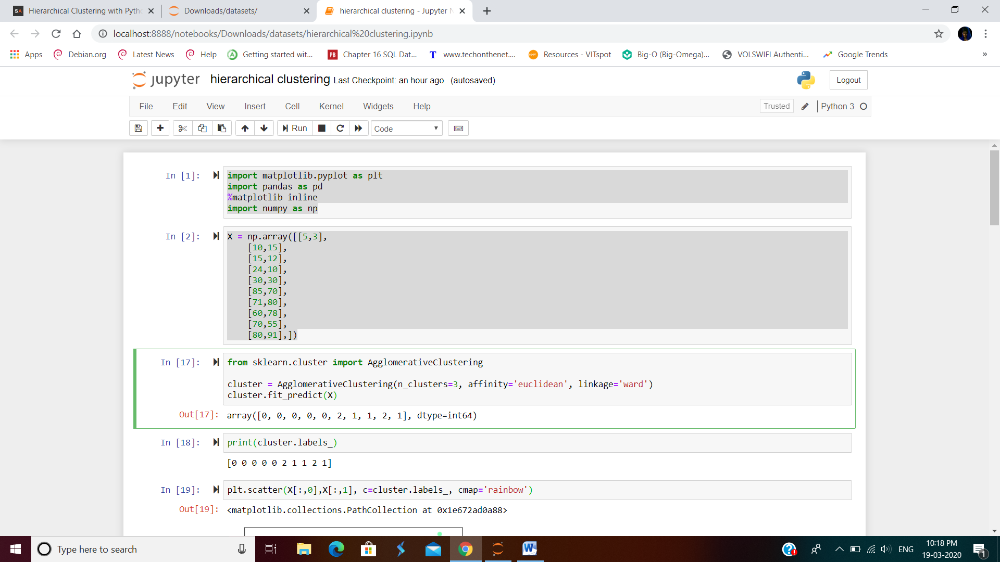 SA Hierarchical Clustering with Pyth
Downloads/datasets/
hierarchical clustering - Jupyter N
localhost:8888/notebooks/Downloads/datasets/hierarchical%20clustering.ipynb
Apps Debian.org Latest News Help Getting started wit... PB Chapter 16 SQL Dat... T www.techonthenet.... spot Resources - VITspot Big-Ω (Big-Omega)... VOLSWIFI Authenti... Google Trends »
jupyter hierarchical clustering Last Checkpoint: an hour ago (autosaved) Logout
File Edit View Insert Cell Kernel Widgets Help Trusted Python 3
Run Code
In [1]: import matplotlib.pyplot as plt
import pandas as pd
%matplotlib inline
import numpy as np
In [2]: X = np.array([[5,3],
[10,15],
[15,12],
[24,10],
[30,30],
[85,70],
[71,80],
[60,78],
[70,55],
[80,91],])
In [17]: from sklearn.cluster import AgglomerativeClustering
cluster = AgglomerativeClustering(n_clusters=3, affinity='euclidean', linkage='ward')
cluster.fit_predict(X)
Out[17]: array([0, 0, 0, 0, 0, 2, 1, 1, 2, 1], dtype=int64)
In [18]: print(cluster.labels_)
[0 0 0 0 0 2 1 1 2 1]
In [19]: plt.scatter(X[:,0],X[:,1], c=cluster.labels_, cmap='rainbow')
Out[19]: <matplotlib.collections.PathCollection at 0x1e672ad0a88>
Type here to search
ENG
10:18 PM
19-03-2020
1